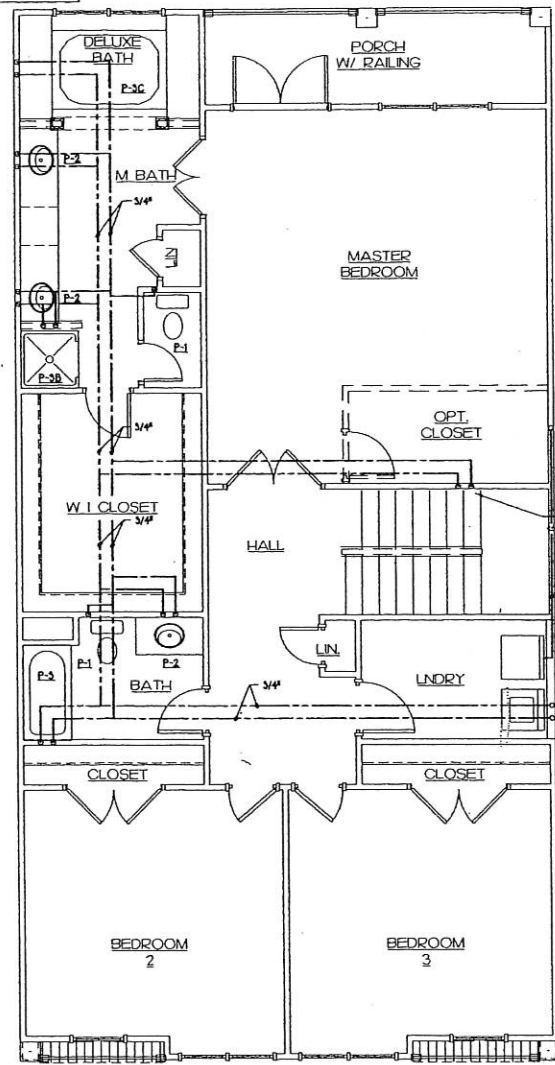 DELUXE
BATH
P-3C
PORCH
W/ RAILING
P-2
M BATH
3/4"
LIN
MASTER
BEDROOM
P-2
P-1
P-3B
OPT.
CLOSET
3/4"
W I CLOSET
3/4"
HALL
LIN.
P-1
P-2
P-3
BATH
3/4"
LNDRY
CLOSET
CLOSET
BEDROOM
2
BEDROOM
3